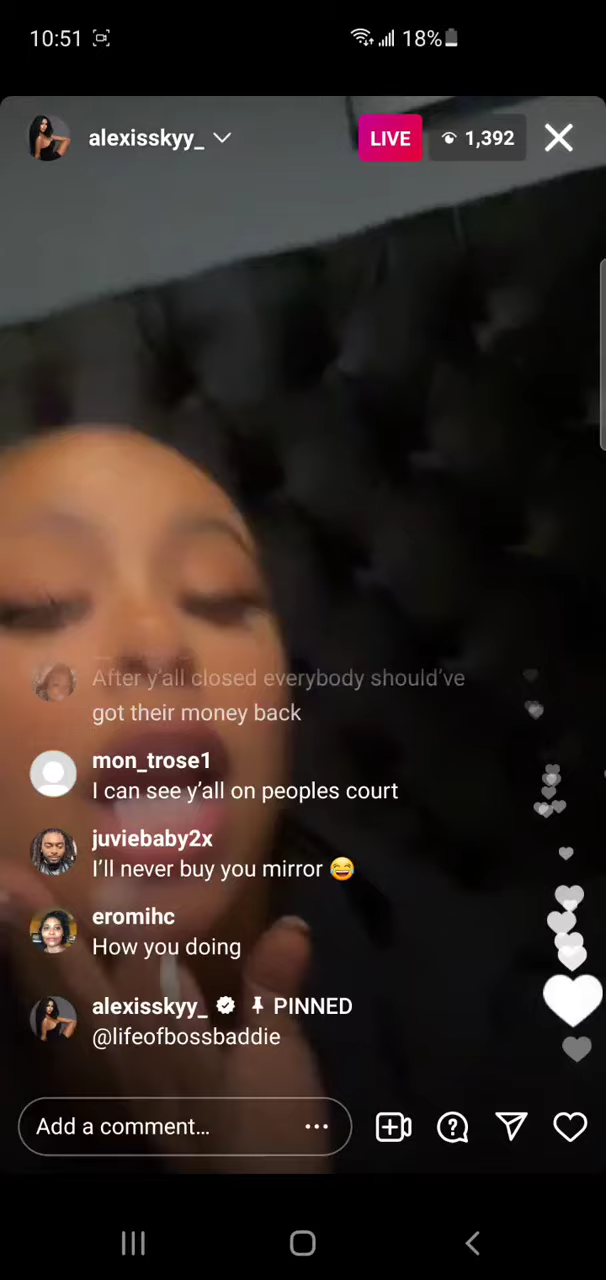 10:51 18%
alexisskyy_ LIVE 1,392
After y'all closed everybody should've
got their money back
mon_trose1
I can see y'all on peoples court
juviebaby2x
I'll never buy you mirror 😂
eromihc
How you doing
alexisskyy_ PINNED
@lifeofbossbaddie
Add a comment...